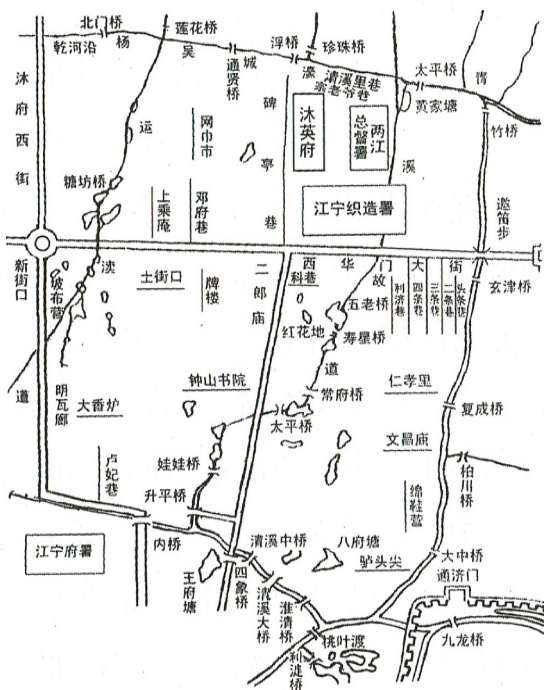 北门桥
莲花桥
乾河沿
杨
吴
城
濠
浮桥
珍珠桥
通贤桥
清溪里巷
宗老爷巷
太平桥
黄家塘
竹桥
沐府西街
运
网巾市
碑亭巷
沐英府
两江
总督署
溪
糖坊桥
上乘庵
邓府巷
江宁织造署
邀笛步
新街口
渎
玻布营
土街口
牌楼
二郎庙
西华门大街
科巷
故
五老桥
利济巷
四条巷
三条巷
二条巷
头条巷
玄津桥
红花地
寿星桥
道
明瓦廊
道
大香炉
钟山书院
常府桥
仁孝里
复成桥
太平桥
文昌庙
柏川桥
卢妃巷
娃娃桥
升平桥
绵鞋营
江宁府署
内桥
清溪中桥
八府塘
大中桥
驴头尖
通济门
王府塘
四象桥
清溪大桥
淮清桥
桃叶渡
利涉桥
九龙桥